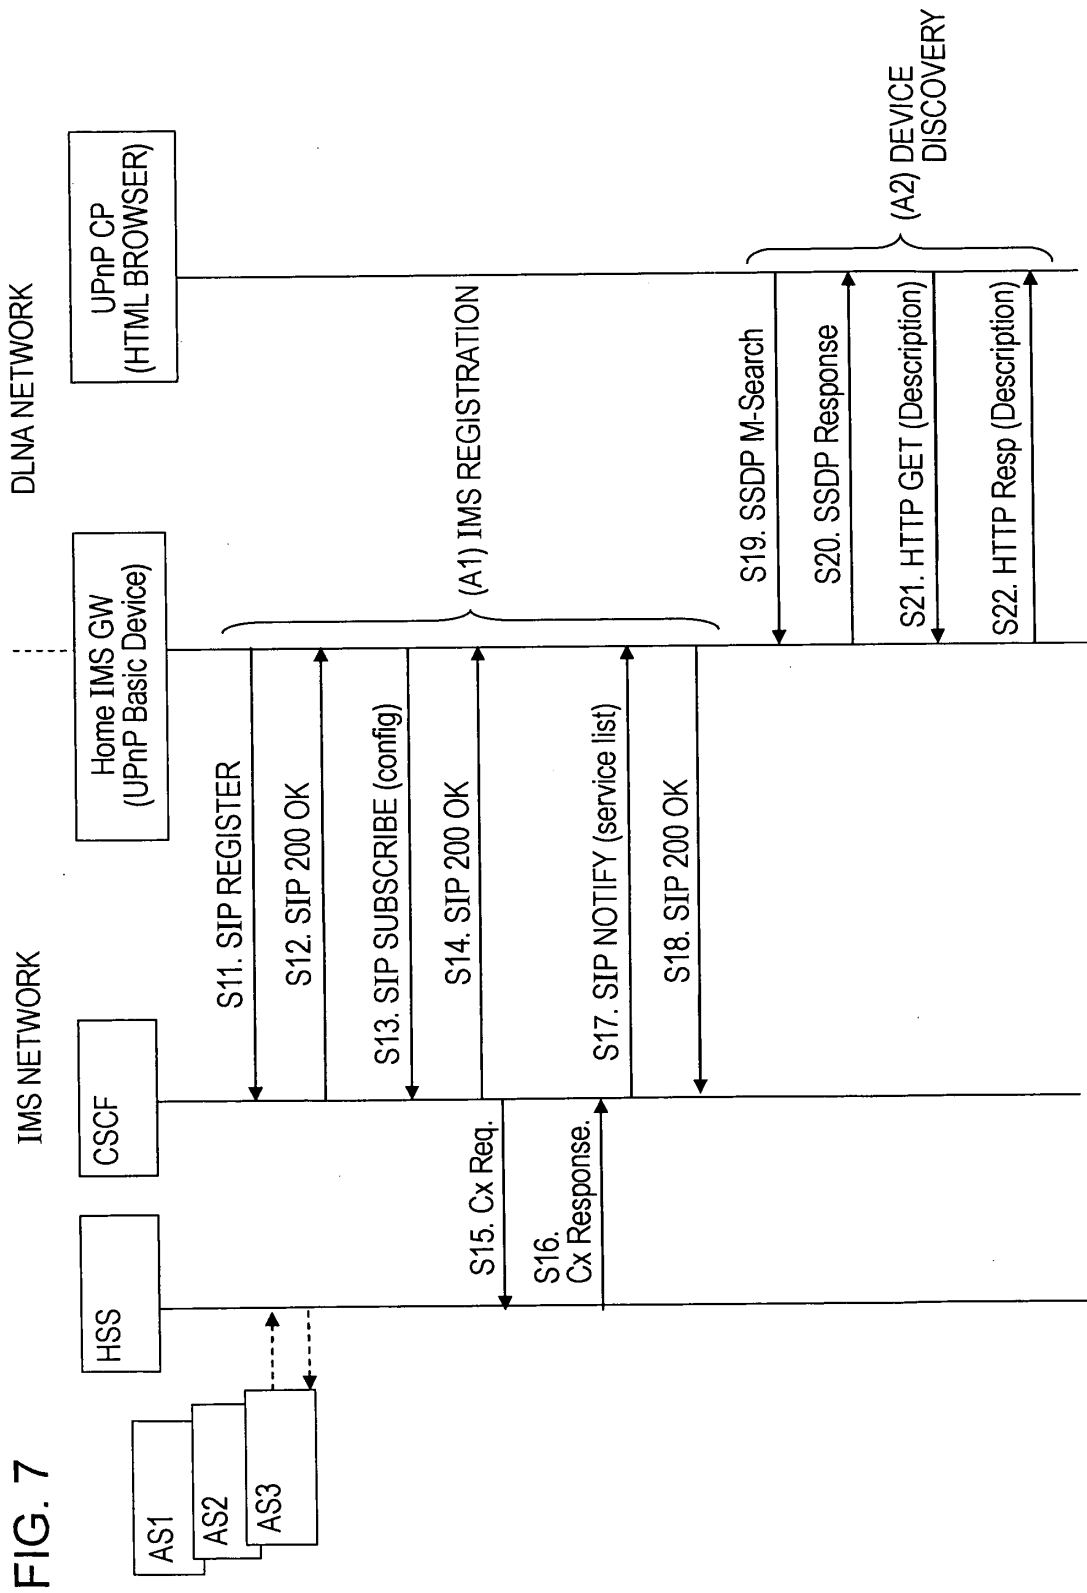 FIG. 7
IMS NETWORK
DLNA NETWORK
AS1
AS2
AS3
HSS
CSCF
Home IMS GW
(UPnP Basic Device)
UPnP CP
(HTML BROWSER)
S11. SIP REGISTER
S12. SIP 200 OK
S13. SIP SUBSCRIBE (config)
S14. SIP 200 OK
S15. Cx Req.
S16.
Cx Response.
S17. SIP NOTIFY (service list)
S18. SIP 200 OK
(A1) IMS REGISTRATION
S19. SSDP M-Search
S20. SSDP Response
S21. HTTP GET (Description)
S22. HTTP Resp (Description)
(A2) DEVICE
DISCOVERY